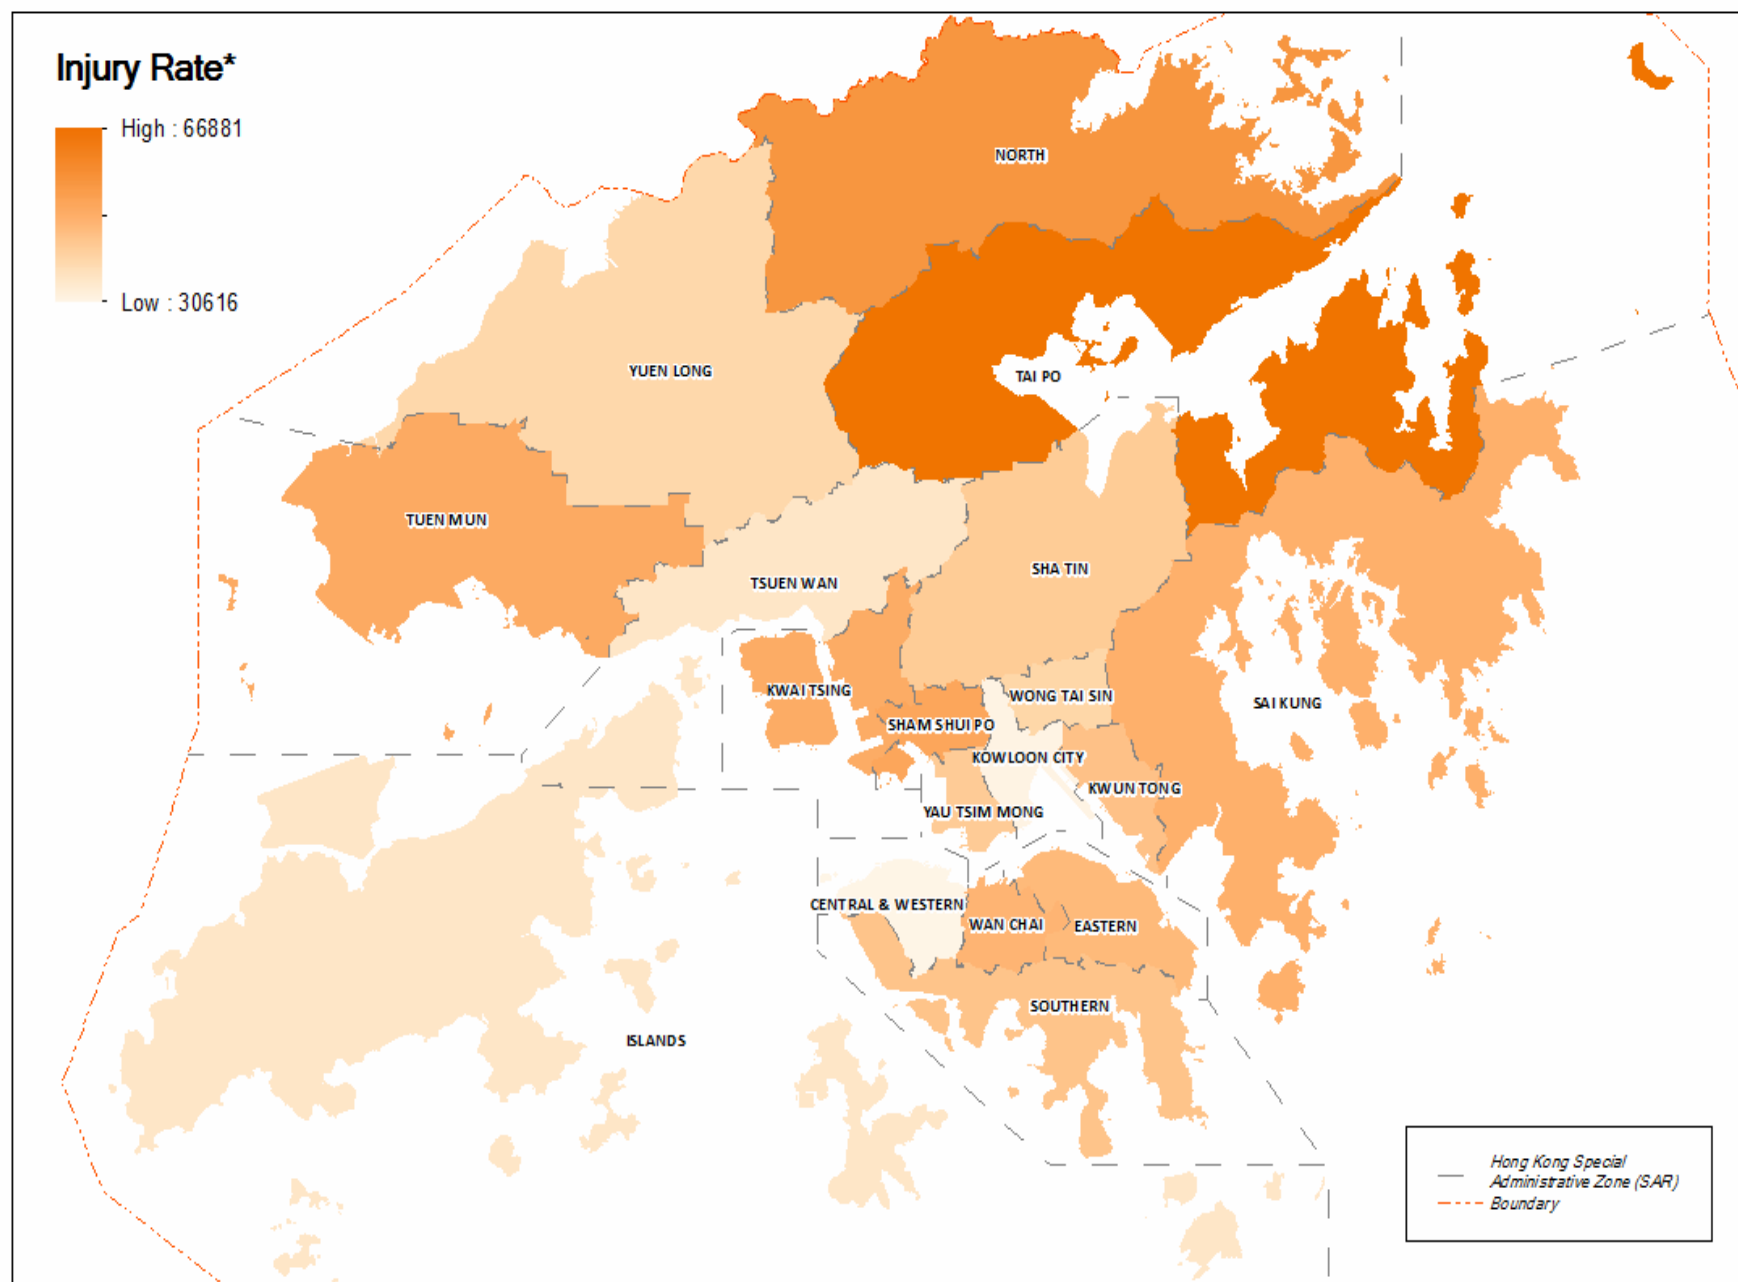 Injury Rate*
High : 66881
Low : 30616
NORTH
YUEN LONG
TAI PO
TUEN MUN
TSUEN WAN
SHA TIN
KWAI TSING
WONG TAI SIN
SHAM SHUI PO
SAI KUNG
KOWLOON CITY
KWUN TONG
YAU TSIM MONG
CENTRAL & WESTERN
WAN CHAI
EASTERN
SOUTHERN
ISLANDS
Hong Kong Special
Administrative Zone (SAR)
Boundary